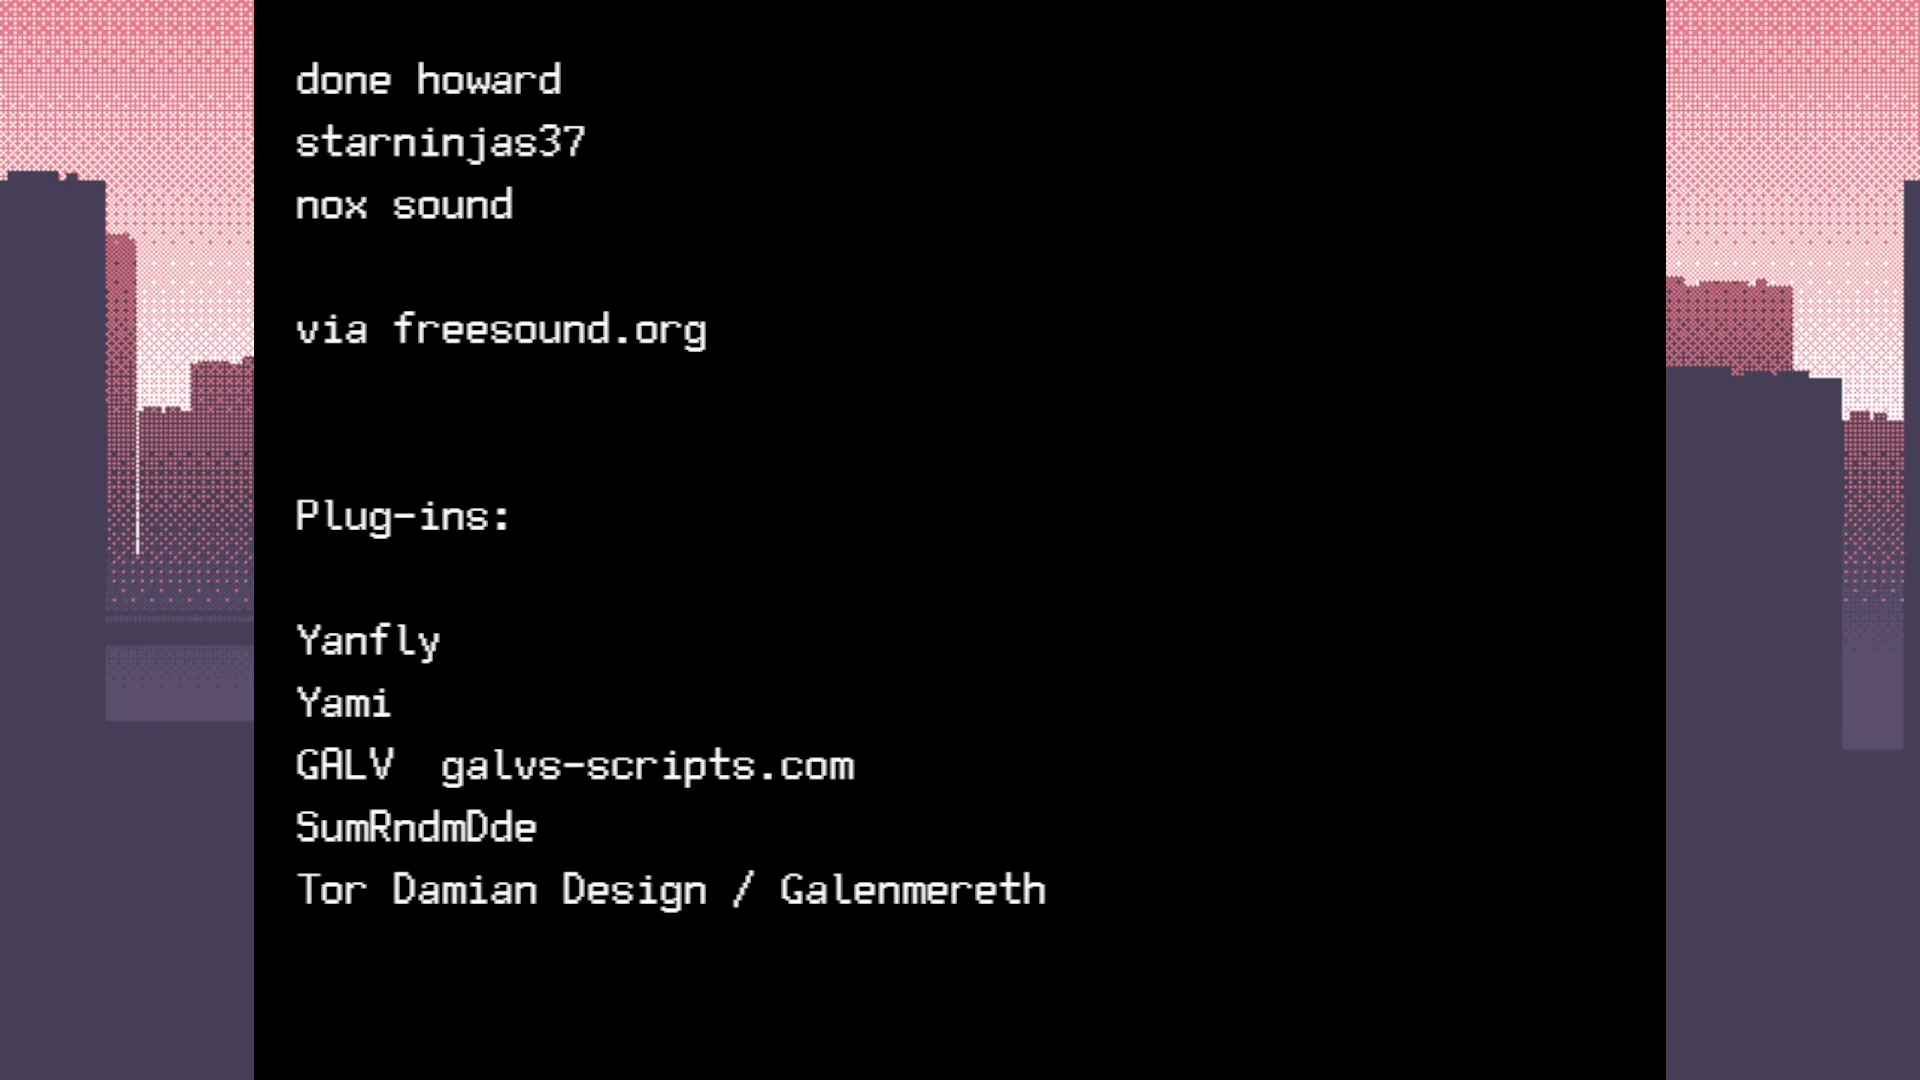 done howard
starninjas37
nox sound
via freesound.org
Plug-ins:
Yanfly
Yami
GALV  galvs-scripts.com
SumRndmDde
Tor Damian Design / Galenmereth